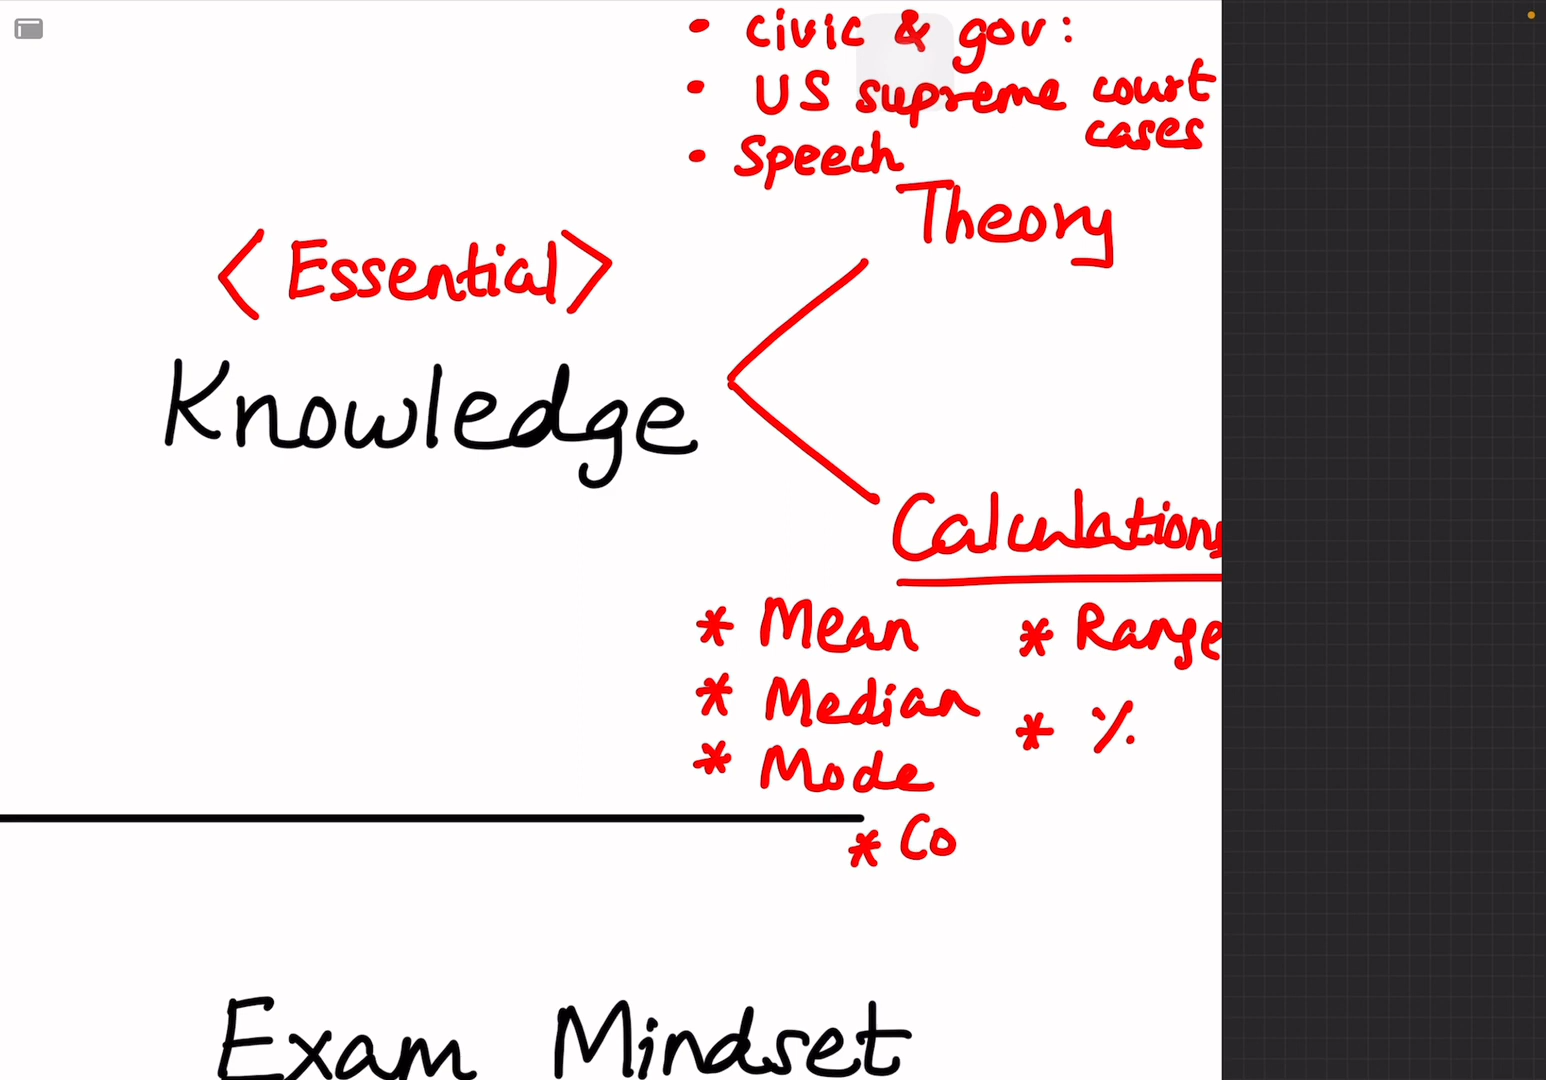 • civic & gov:
• US supreme court
cases
• Speech
Theory
<Essential>
Knowledge
Calculations
* Mean * Range
* Median * %
* Mode
* Co
Exam Mindset